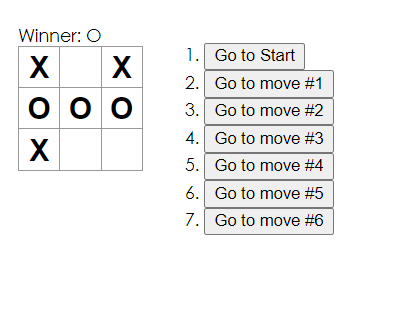 Winner: O
X X
O O O
X
1. Go to Start
2. Go to move #1
3. Go to move #2
4. Go to move #3
5. Go to move #4
6. Go to move #5
7. Go to move #6